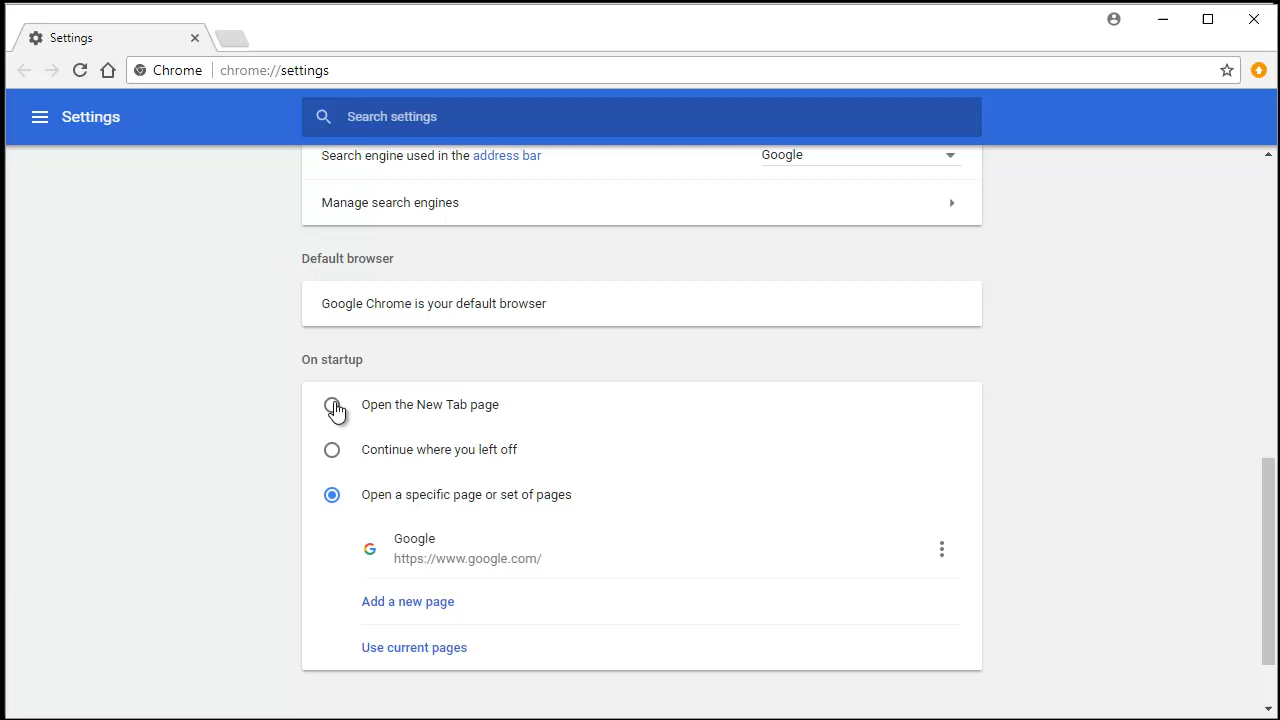 Settings
Chrome
chrome://settings
Settings
Search settings
Search engine used in the address bar
Google
Manage search engines
Default browser
Google Chrome is your default browser
On startup
Open the New Tab page
Continue where you left off
Open a specific page or set of pages
Google
https://www.google.com/
Add a new page
Use current pages